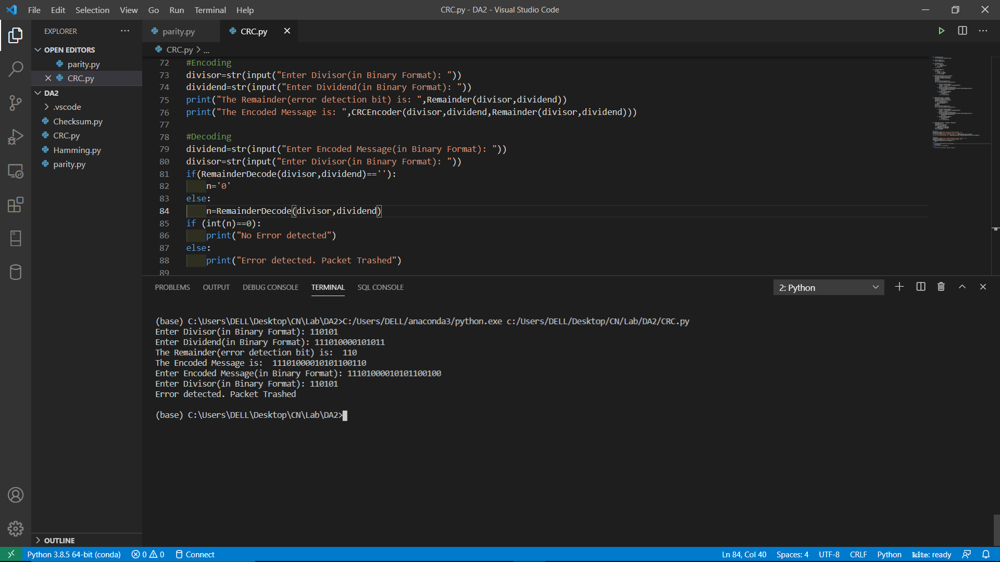 File Edit Selection View Go Run Terminal Help
CRC.py - DA2 - Visual Studio Code
EXPLORER
OPEN EDITORS
parity.py
CRC.py
DA2
.vscode
Checksum.py
CRC.py
Hamming.py
parity.py
OUTLINE
parity.py
CRC.py
CRC.py > ...
72 #Encoding
73 divisor=str(input("Enter Divisor(in Binary Format): "))
74 dividend=str(input("Enter Dividend(in Binary Format): "))
75 print("The Remainder(error detection bit) is: ",Remainder(divisor,dividend))
76 print("The Encoded Message is: ",CRCEncoder(divisor,dividend,Remainder(divisor,dividend)))
77
78 #Decoding
79 dividend=str(input("Enter Encoded Message(in Binary Format): "))
80 divisor=str(input("Enter Divisor(in Binary Format): "))
81 if(RemainderDecode(divisor,dividend)==''):
82     n='0'
83 else:
84     n=RemainderDecode(divisor,dividend)
85 if (int(n)==0):
86     print("No Error detected")
87 else:
88     print("Error detected. Packet Trashed")
89
PROBLEMS OUTPUT DEBUG CONSOLE TERMINAL SQL CONSOLE
2: Python
(base) C:\Users\DELL\Desktop\CN\Lab\DA2>C:/Users/DELL/anaconda3/python.exe c:/Users/DELL/Desktop/CN/Lab/DA2/CRC.py
Enter Divisor(in Binary Format): 110101
Enter Dividend(in Binary Format): 111010000101011
The Remainder(error detection bit) is:  110
The Encoded Message is:  11101000010101100110
Enter Encoded Message(in Binary Format): 11101000010101100100
Enter Divisor(in Binary Format): 110101
Error detected. Packet Trashed
(base) C:\Users\DELL\Desktop\CN\Lab\DA2>
Python 3.8.5 64-bit (conda) 0 0 Connect
Ln 84, Col 40 Spaces: 4 UTF-8 CRLF Python kite: ready